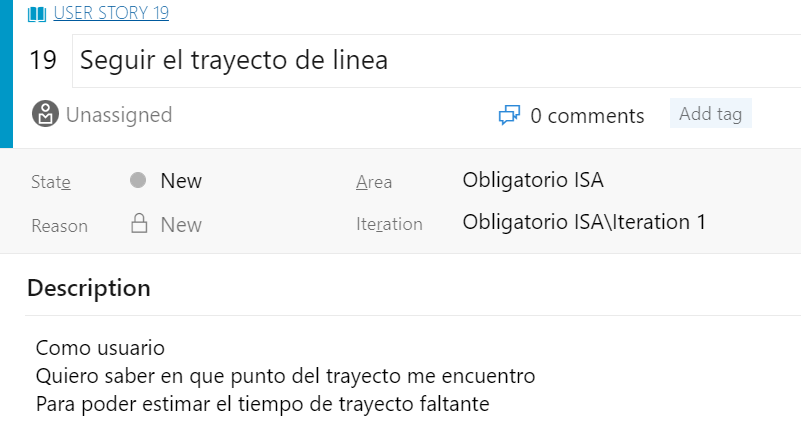 USER STORY 19
19 Seguir el trayecto de linea
Unassigned
0 comments
Add tag
State New
Area Obligatorio ISA
Reason New
Iteration Obligatorio ISA\Iteration 1
Description
Como usuario
Quiero saber en que punto del trayecto me encuentro
Para poder estimar el tiempo de trayecto faltante